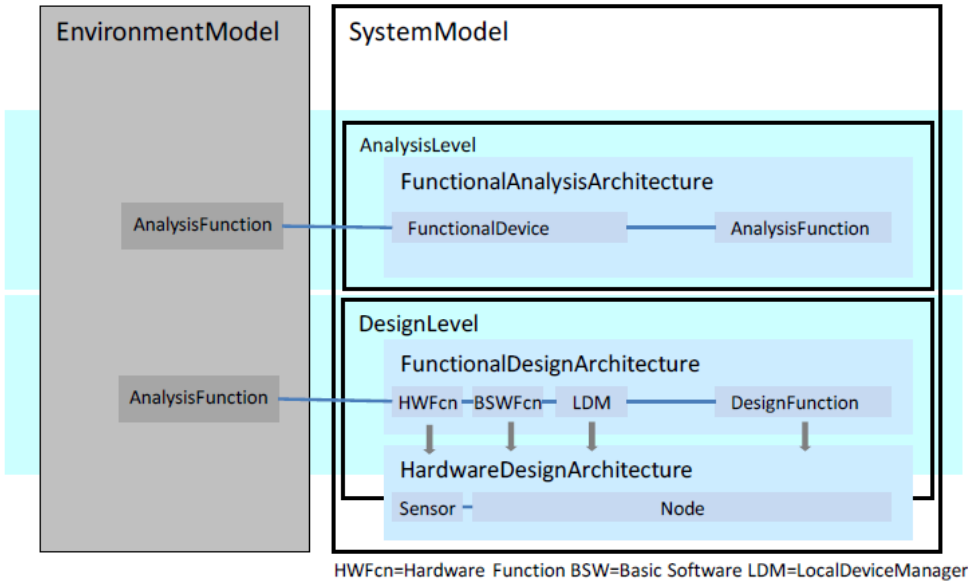 EnvironmentModel
SystemModel
AnalysisLevel
FunctionalAnalysisArchitecture
AnalysisFunction
FunctionalDevice
AnalysisFunction
DesignLevel
FunctionalDesignArchitecture
AnalysisFunction
HWFcn
BSWFcn
LDM
DesignFunction
HardwareDesignArchitecture
Sensor
Node
HWFcn=Hardware Function BSW=Basic Software LDM=LocalDeviceManager